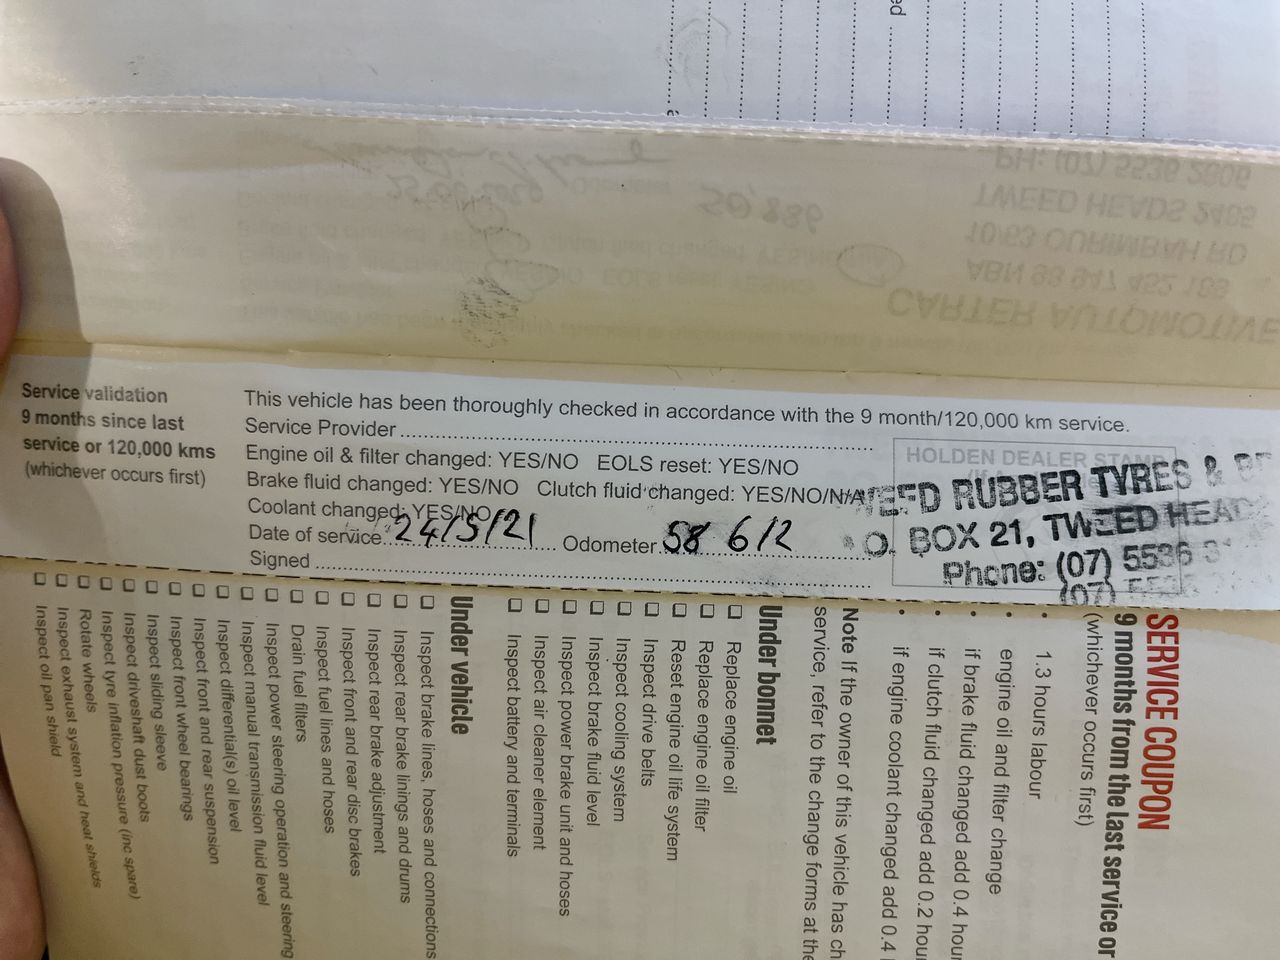 Service validation
9 months since last
service or 120,000 kms
(whichever occurs first)
This vehicle has been thoroughly checked in accordance with the 9 month/120,000 km service.
Service Provider
Engine oil & filter changed: YES/NO EOLS reset: YES/NO
Brake fluid changed: YES/NO Clutch fluid changed: YES/NO/N/A
Coolant changed: YES/NO
Date of service 24/5/21 Odometer 58 612
Signed
HOLDEN DEALER STAMP
RUBBER TYRES &
BOX 21, TWEED
Phone: (07) 5536
(07)
SERVICE COUPON
9 months from the last service or
(whichever occurs first)
• 1.3 hours labour
• engine oil and filter change
• if brake fluid changed add 0.4
• if clutch fluid changed add 0.2
• if engine coolant changed add 0.4
Note If the owner of this vehicle has
service, refer to the change forms at the
Under bonnet
Replace engine oil
Replace engine oil filter
Reset engine oil life system
Inspect drive belts
Inspect cooling system
Inspect brake fluid level
Inspect power brake unit and hoses
Inspect air cleaner element
Inspect battery and terminals
Under vehicle
Inspect brake lines, hoses and connections
Inspect rear brake linings and drums
Inspect rear brake adjustment
Inspect front and rear disc brakes
Inspect fuel lines and hoses
Drain fuel filters
Inspect power steering operation and steering
Inspect manual transmission fluid level
Inspect differential(s) oil level
Inspect front and rear suspension
Inspect front wheel bearings
Inspect sliding sleeve
Inspect driveshaft dust boots
Inspect tyre inflation pressure (inc spare)
Rotate wheels
Inspect exhaust system and heat shields
Inspect oil pan shield